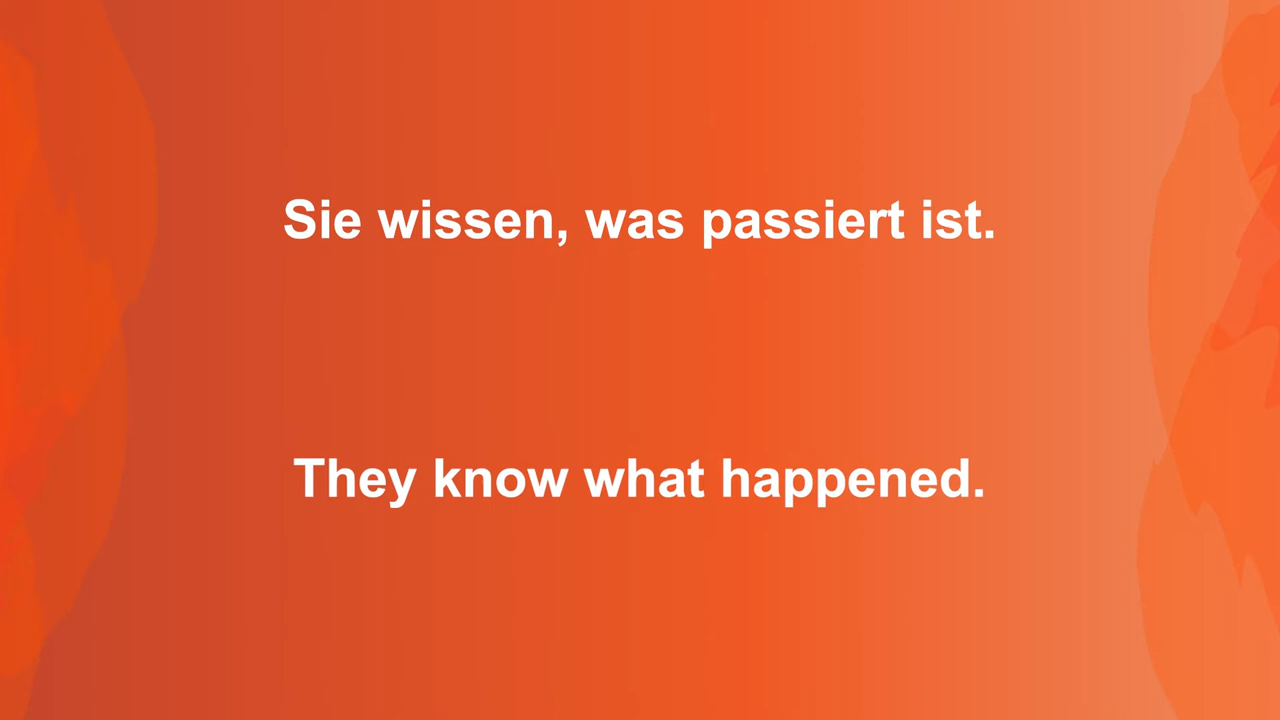 Sie wissen, was passiert ist.
They know what happened.